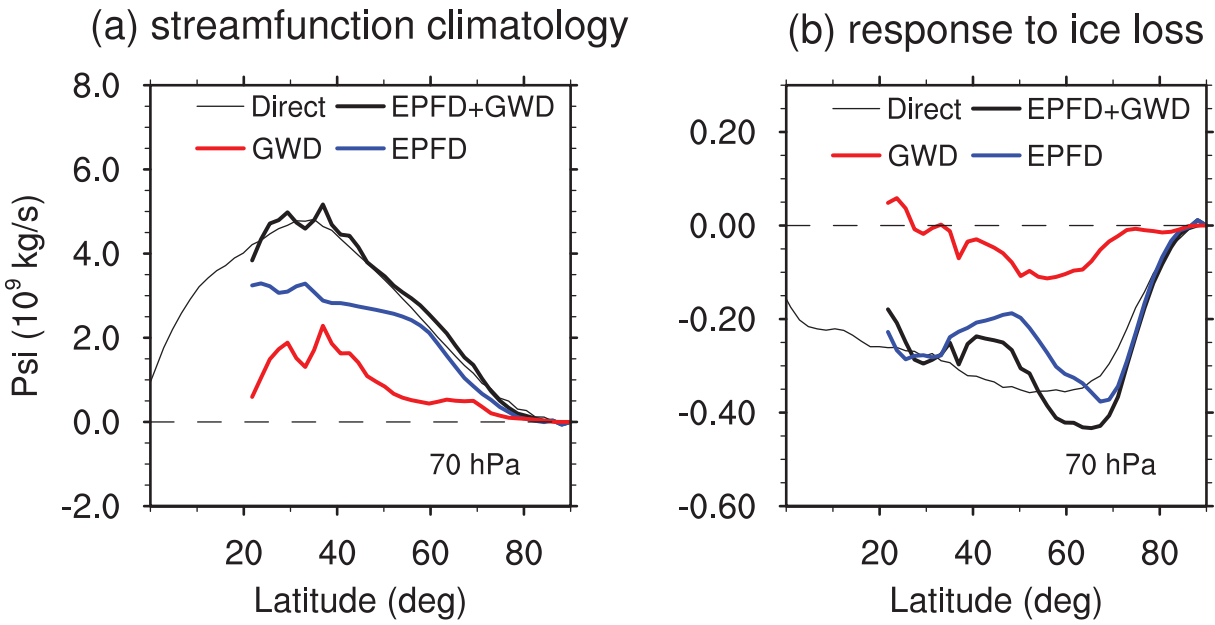 (a) streamfunction climatology
Psi (10⁹ kg/s)
8.0
6.0
4.0
2.0
0.0
-2.0
Direct
EPFD+GWD
GWD
EPFD
70 hPa
20 40 60 80
Latitude (deg)
(b) response to ice loss
0.20
0.00
-0.20
-0.40
-0.60
Direct
EPFD+GWD
GWD
EPFD
70 hPa
20 40 60 80
Latitude (deg)